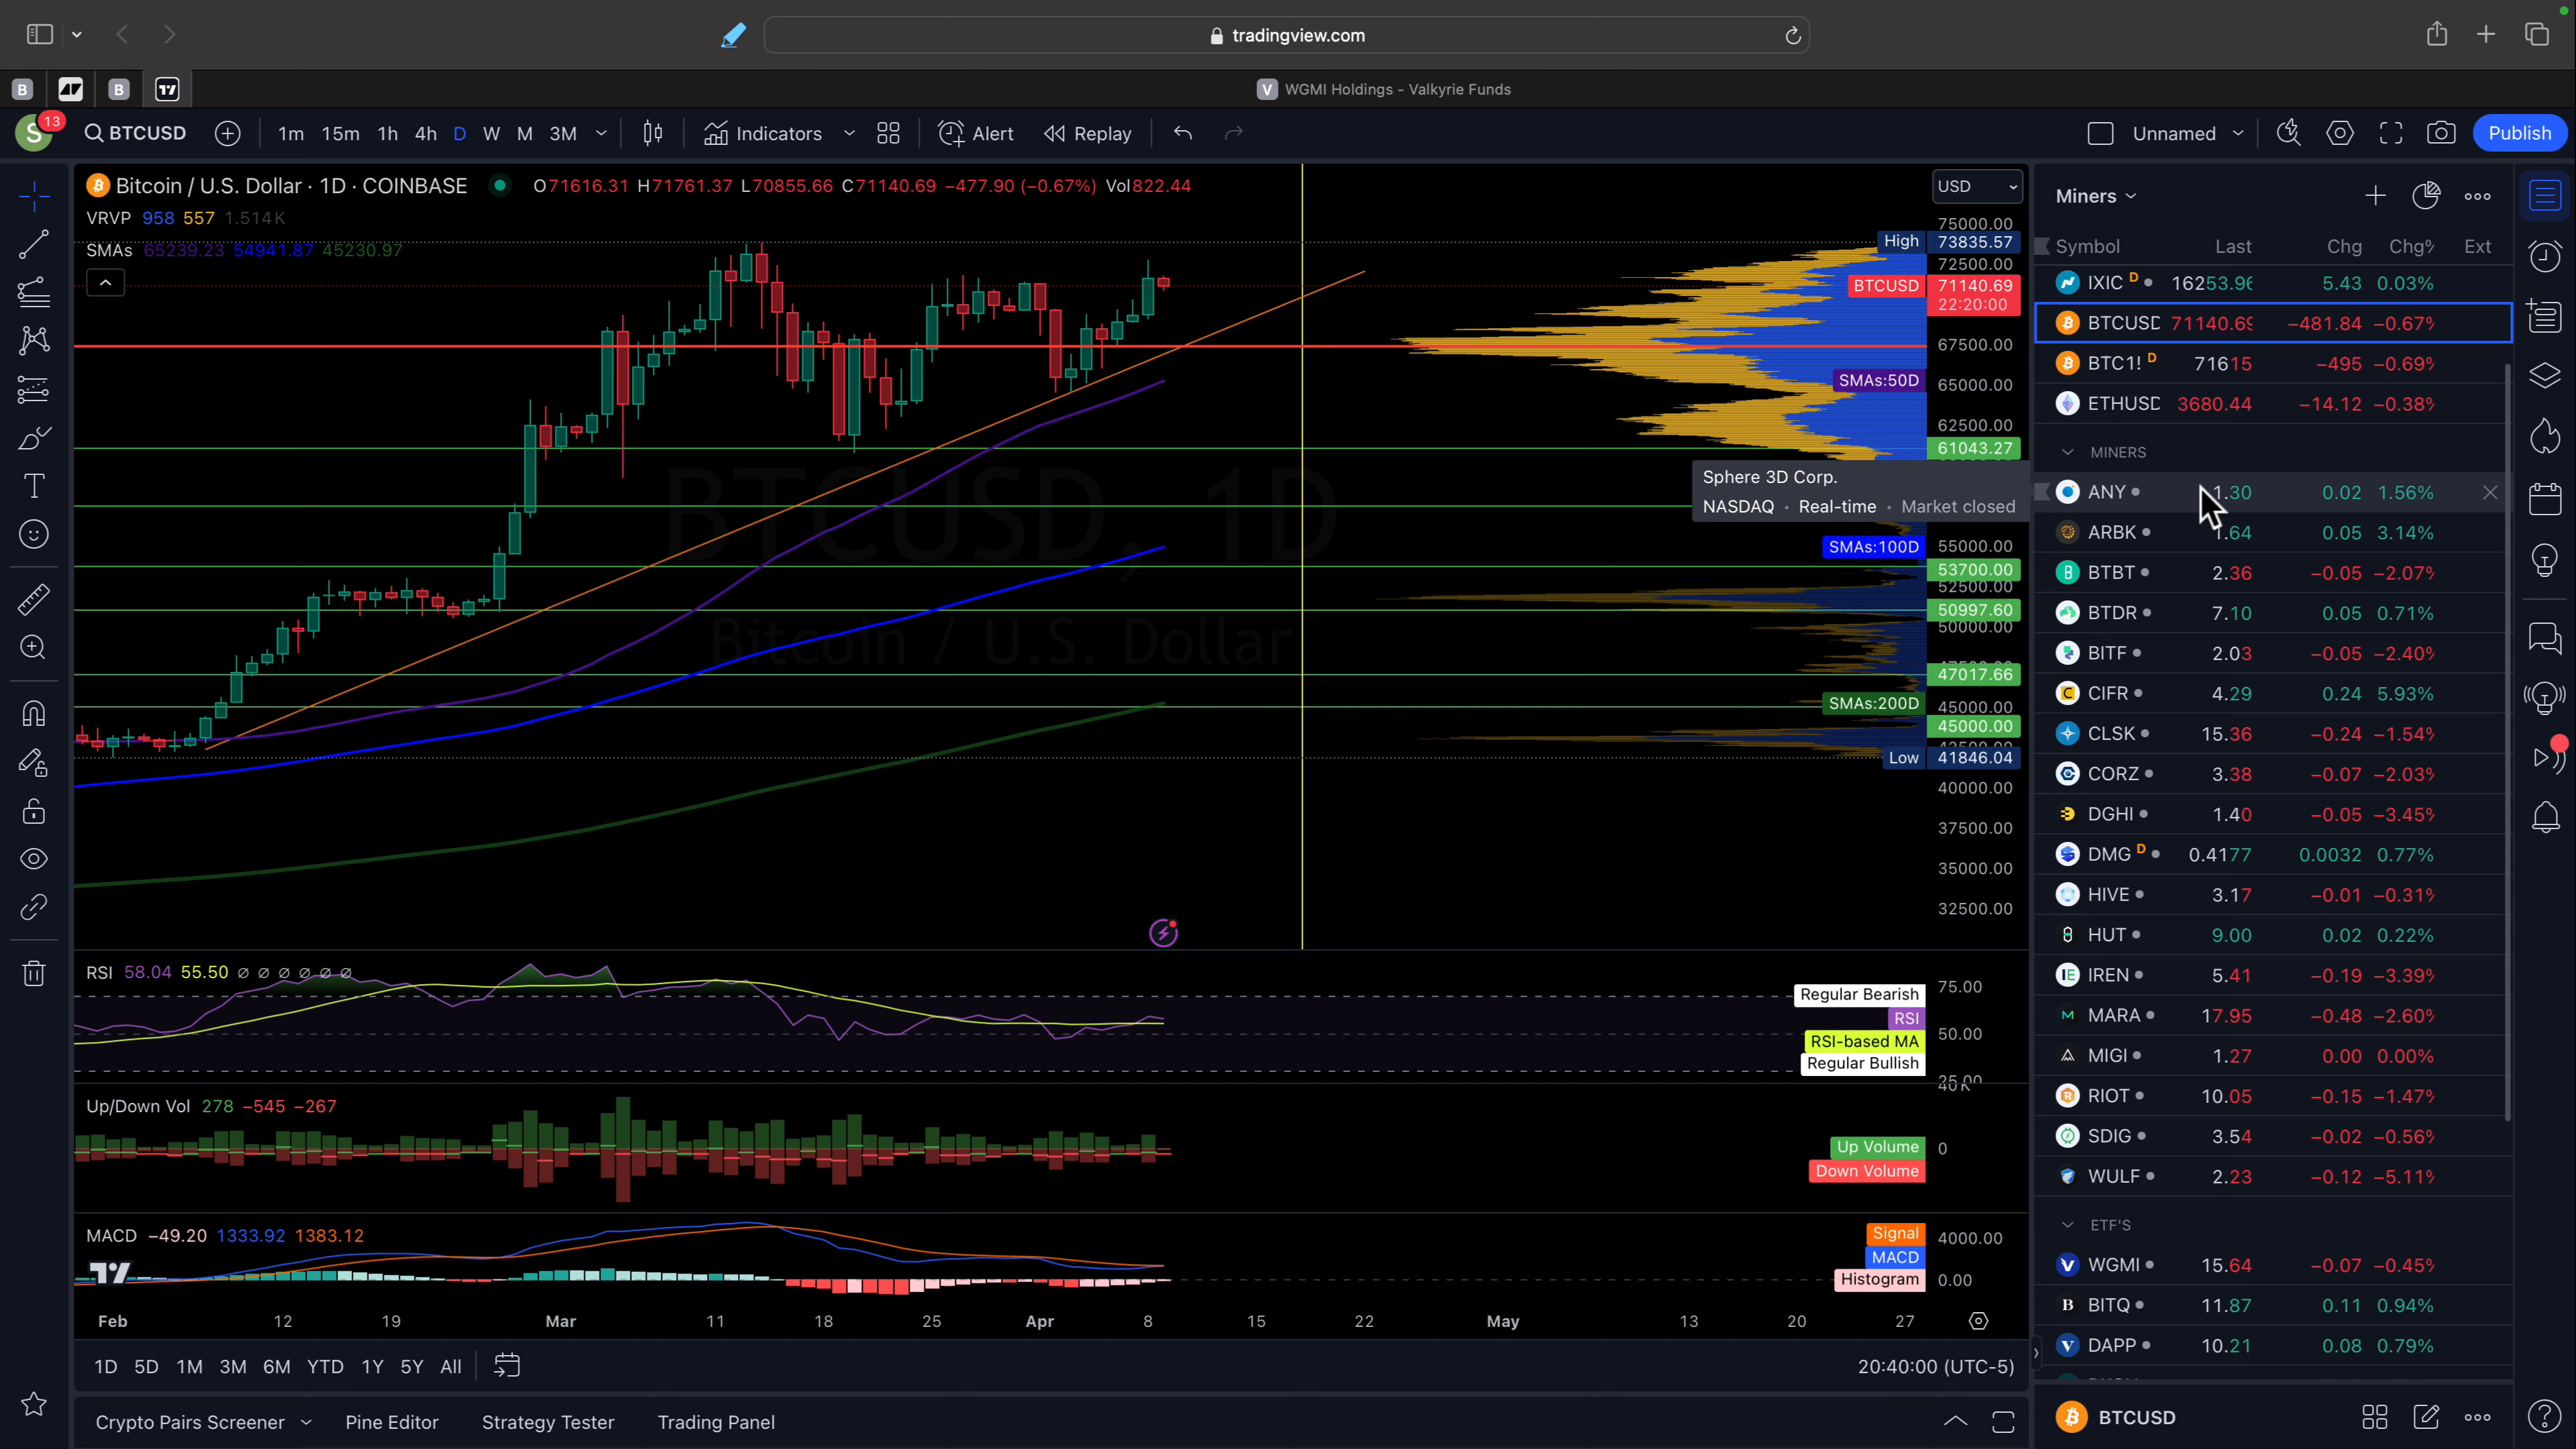 tradingview.com
B
B
V WGMI Holdings - Valkyrie Funds
S 13 BTCUSD 1m 15m 1h 4h D W M 3M Indicators Alert Replay Unnamed Publish
Bitcoin / U.S. Dollar · 1D · COINBASE O71616.31 H71761.37 L70855.66 C71140.69 −477.90 (−0.67%) Vol822.44
VRVP 958 557 1.514K
SMAs 65239.23 54941.87 45230.97
BTCUSD, 1D
Bitcoin / U.S. Dollar
USD
75000.00
High 73835.57
72500.00
BTCUSD 71140.69
22:20:00
67500.00
SMAs:50D 65000.00
62500.00
61043.27
Sphere 3D Corp.
NASDAQ · Real-time · Market closed
SMAs:100D 55000.00
53700.00
52500.00
50997.60
50000.00
47017.66
SMAs:200D 45000.00
45000.00
Low 41846.04
40000.00
37500.00
35000.00
32500.00
RSI 58.04 55.50 ∅ ∅ ∅ ∅ ∅ ∅
Regular Bearish 75.00
RSI
50.00
RSI-based MA
Regular Bullish
25.00
40K
Up/Down Vol 278 −545 −267
Up Volume 0
Down Volume
MACD −49.20 1333.92 1383.12
Signal 4000.00
MACD
Histogram 0.00
Feb 12 19 Mar 11 18 25 Apr 8 15 22 May 13 20 27
1D 5D 1M 3M 6M YTD 1Y 5Y All 20:40:00 (UTC-5)
Crypto Pairs Screener Pine Editor Strategy Tester Trading Panel
Miners
Symbol Last Chg Chg% Ext
IXIC D 16253.96 5.43 0.03%
BTCUSD 71140.69 −481.84 −0.67%
BTC1! D 71615 −495 −0.69%
ETHUSD 3680.44 −14.12 −0.38%
MINERS
ANY 1.30 0.02 1.56%
ARBK 1.64 0.05 3.14%
BTBT 2.36 −0.05 −2.07%
BTDR 7.10 0.05 0.71%
BITF 2.03 −0.05 −2.40%
CIFR 4.29 0.24 5.93%
CLSK 15.36 −0.24 −1.54%
CORZ 3.38 −0.07 −2.03%
DGHI 1.40 −0.05 −3.45%
DMG D 0.4177 0.0032 0.77%
HIVE 3.17 −0.01 −0.31%
HUT 9.00 0.02 0.22%
IREN 5.41 −0.19 −3.39%
MARA 17.95 −0.48 −2.60%
MIGI 1.27 0.00 0.00%
RIOT 10.05 −0.15 −1.47%
SDIG 3.54 −0.02 −0.56%
WULF 2.23 −0.12 −5.11%
ETF'S
WGMI 15.64 −0.07 −0.45%
BITQ 11.87 0.11 0.94%
DAPP 10.21 0.08 0.79%
BTCUSD